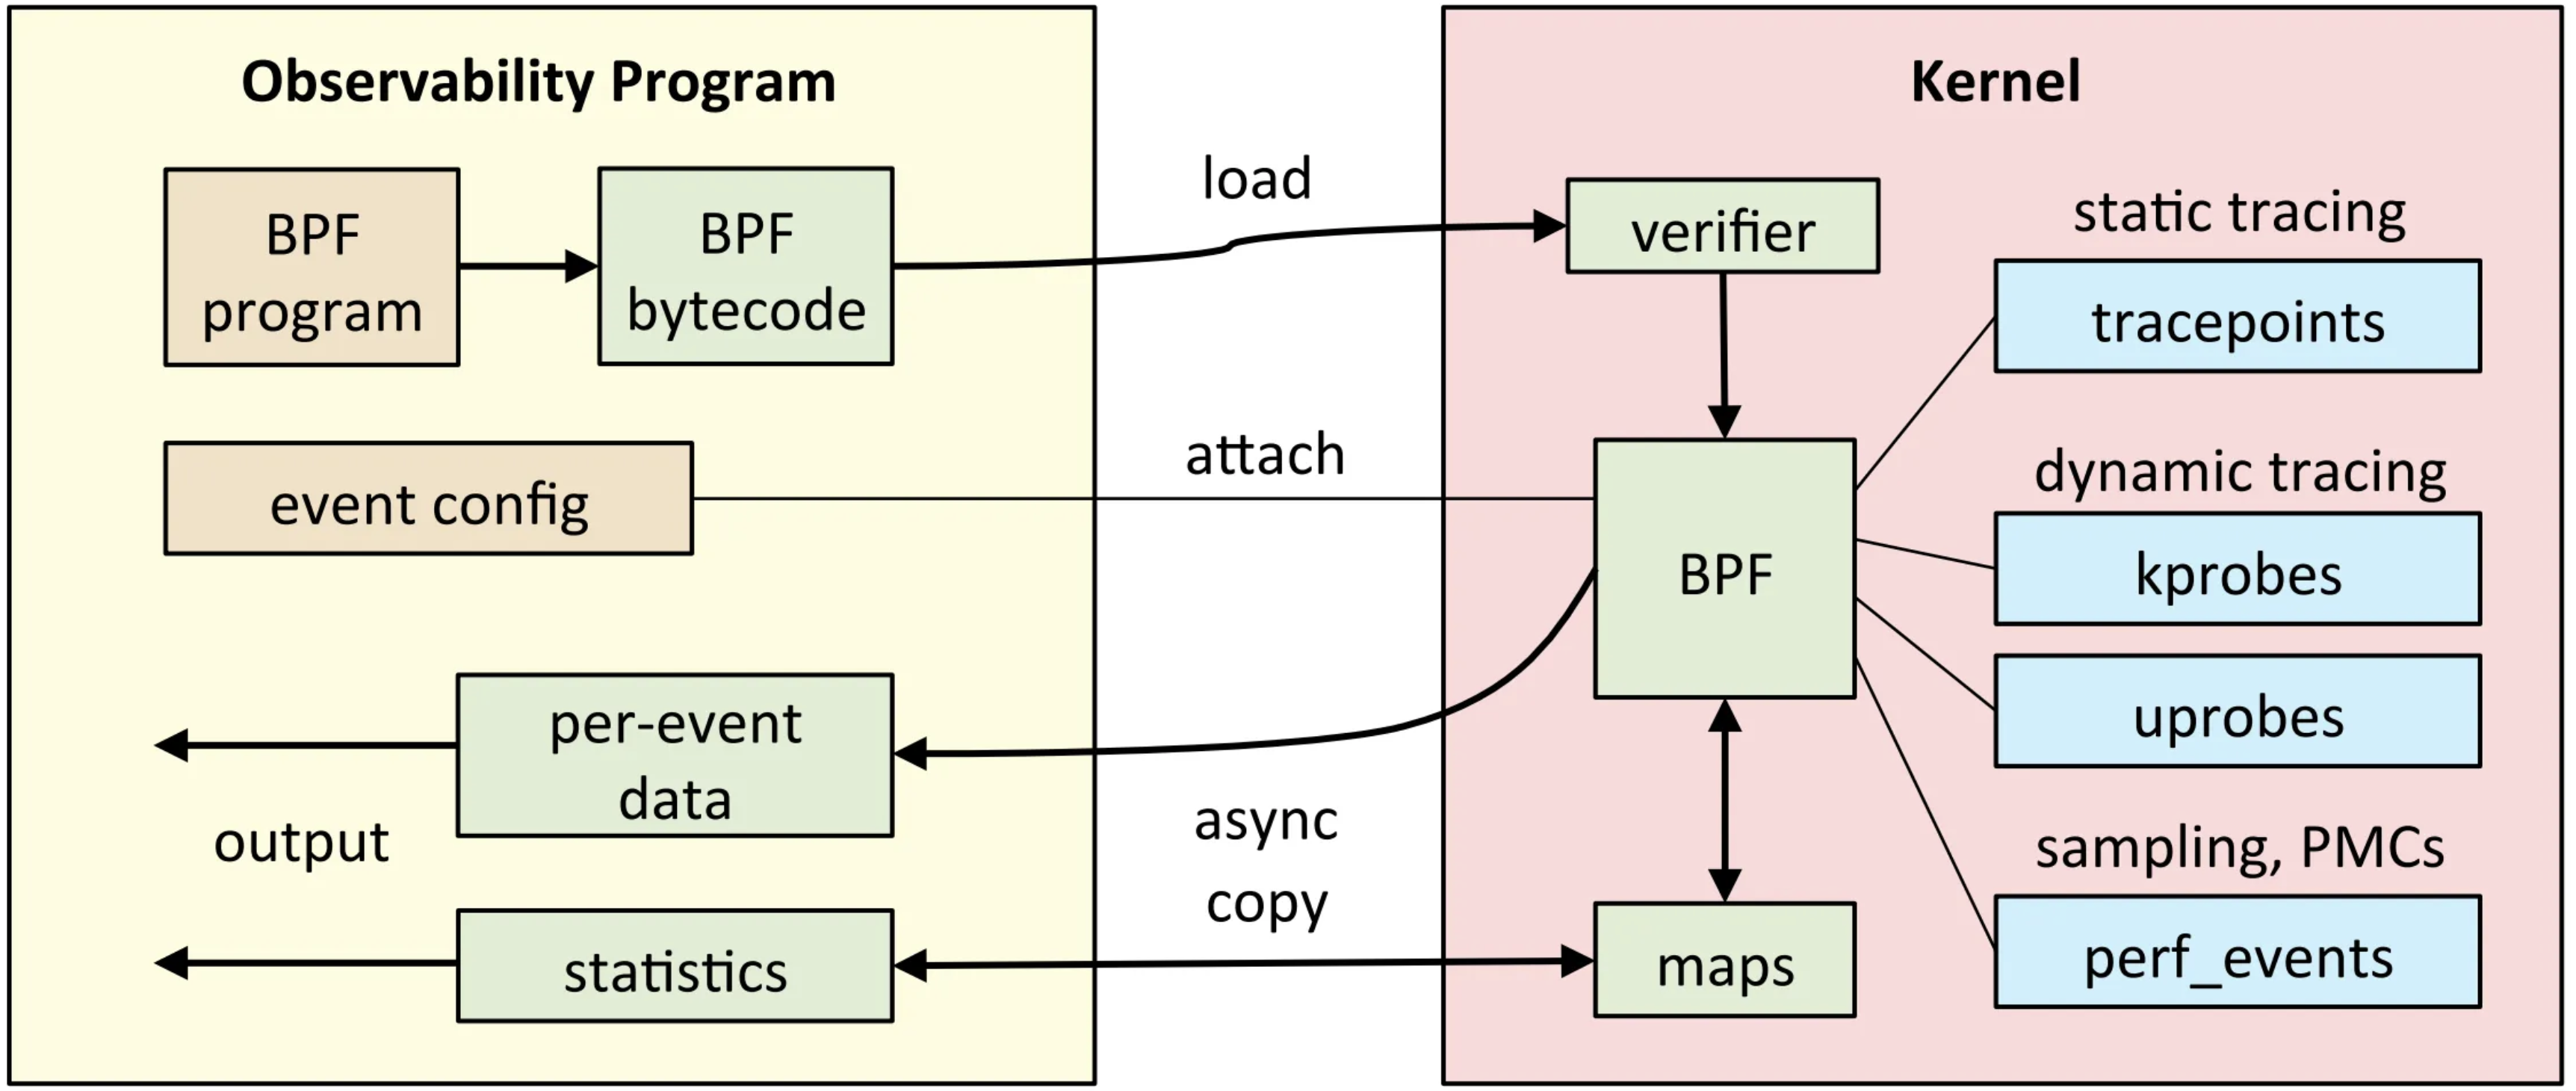 Observability Program
BPF
program
BPF
bytecode
event config
per-event
data
output
statistics
load
attach
async
copy
Kernel
verifier
BPF
maps
static tracing
tracepoints
dynamic tracing
kprobes
uprobes
sampling, PMCs
perf_events